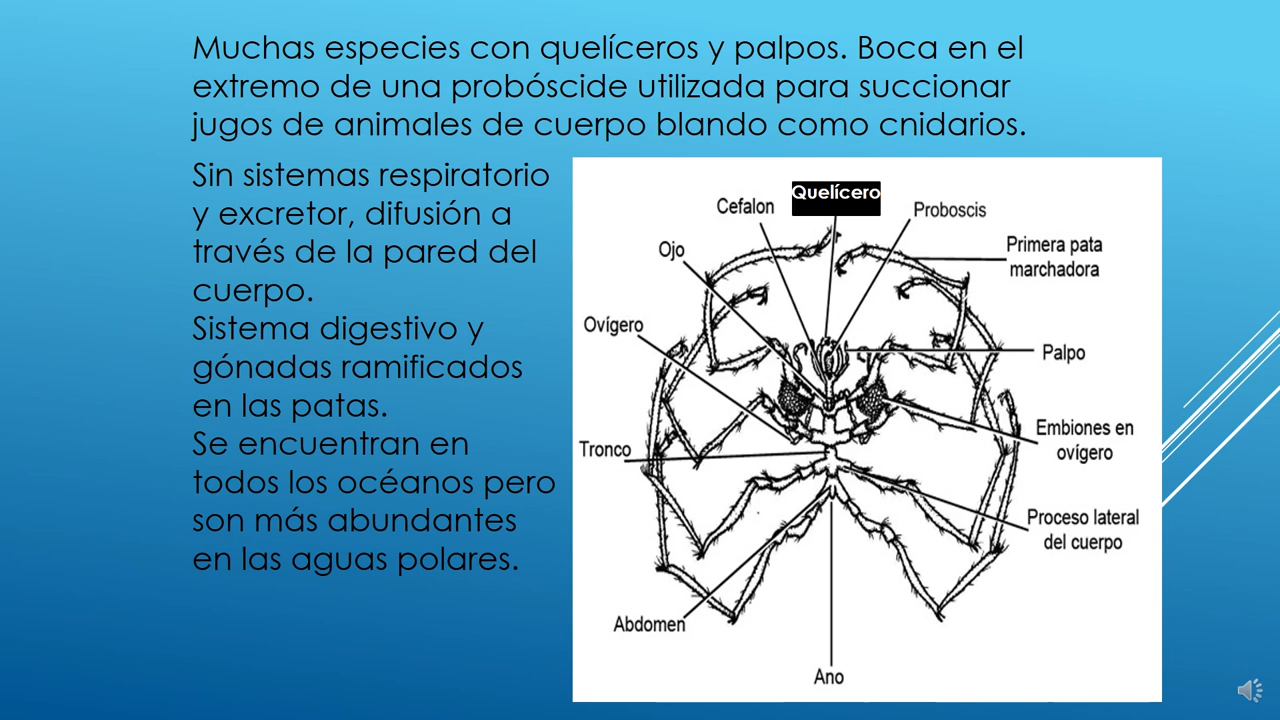 Muchas especies con quelíceros y palpos. Boca en el
extremo de una probóscide utilizada para succionar
jugos de animales de cuerpo blando como cnidarios.
Sin sistemas respiratorio
y excretor, difusión a
través de la pared del
cuerpo.
Sistema digestivo y
gónadas ramificados
en las patas.
Se encuentran en
todos los océanos pero
son más abundantes
en las aguas polares.
Quelícero
Cefalon
Proboscis
Ojo
Primera pata
marchadora
Ovígero
Palpo
Embiones en
ovígero
Tronco
Proceso lateral
del cuerpo
Abdomen
Ano